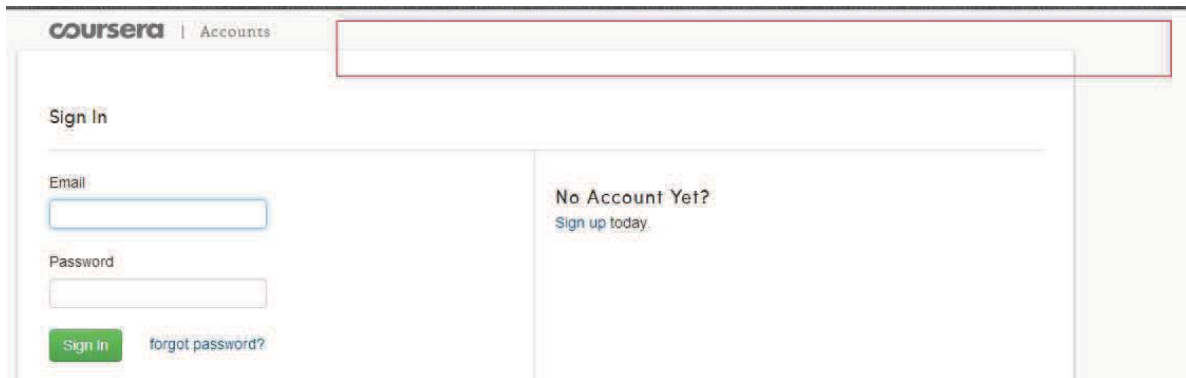 coursera | Accounts
Sign In
Email
No Account Yet?
Sign up today.
Password
Sign In
forgot password?